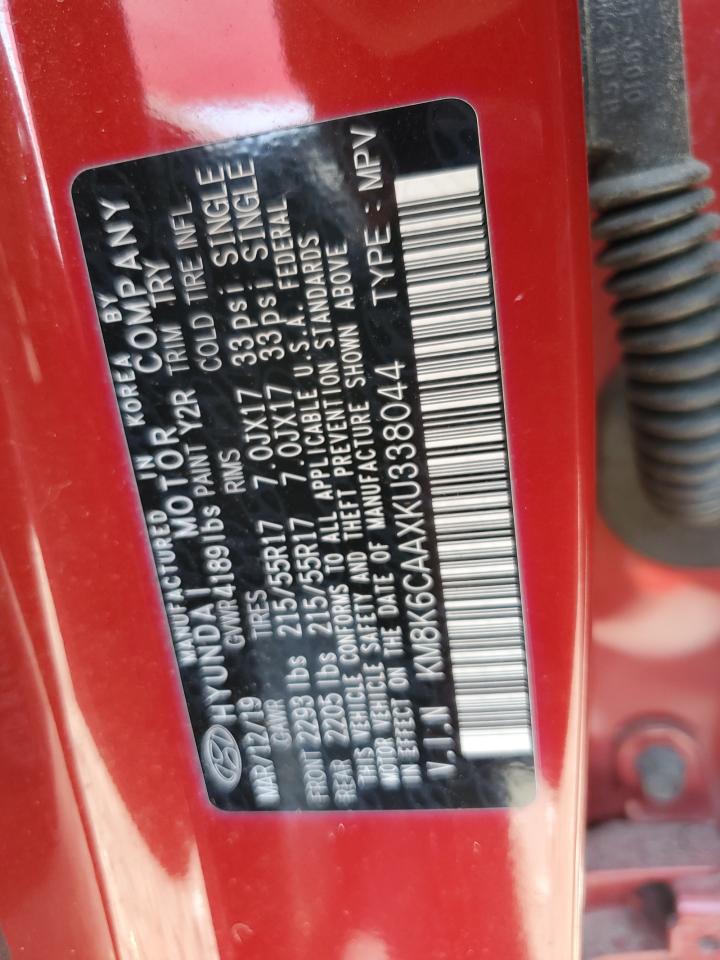 MANUFACTURED IN KOREA BY
HYUNDAI MOTOR COMPANY
MAR/12/19 GVWR4189lbs PAINT Y2R TRIM TRY
GAWR TIRES RMS COLD TIRE INFL
FRONT 2293 lbs 215/55R17 7.0JX17 33psi SINGLE
REAR 2205 lbs 215/55R17 7.0JX17 33psi SINGLE
THIS VEHICLE CONFORMS TO ALL APPLICABLE U.S.A. FEDERAL
MOTOR VEHICLE SAFETY AND THEFT PREVENTION STANDARDS
IN EFFECT ON THE DATE OF MANUFACTURE SHOWN ABOVE
V.I.N KM8K6CAAXKU338044 TYPE : MPV